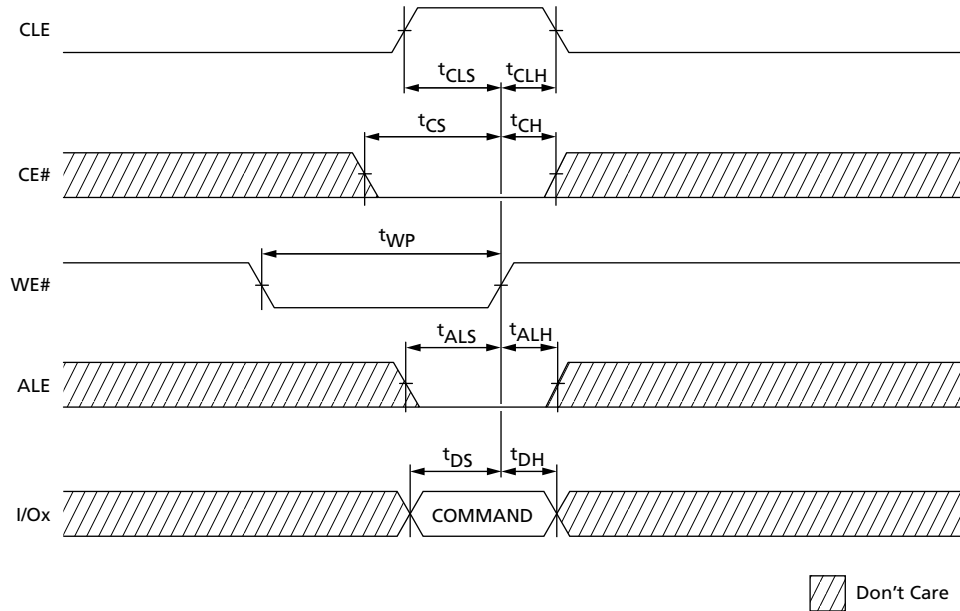 CLE
tCLS tCLH
tCS tCH
CE#
tWP
WE#
tALS tALH
ALE
tDS tDH
I/Ox COMMAND
Don't Care